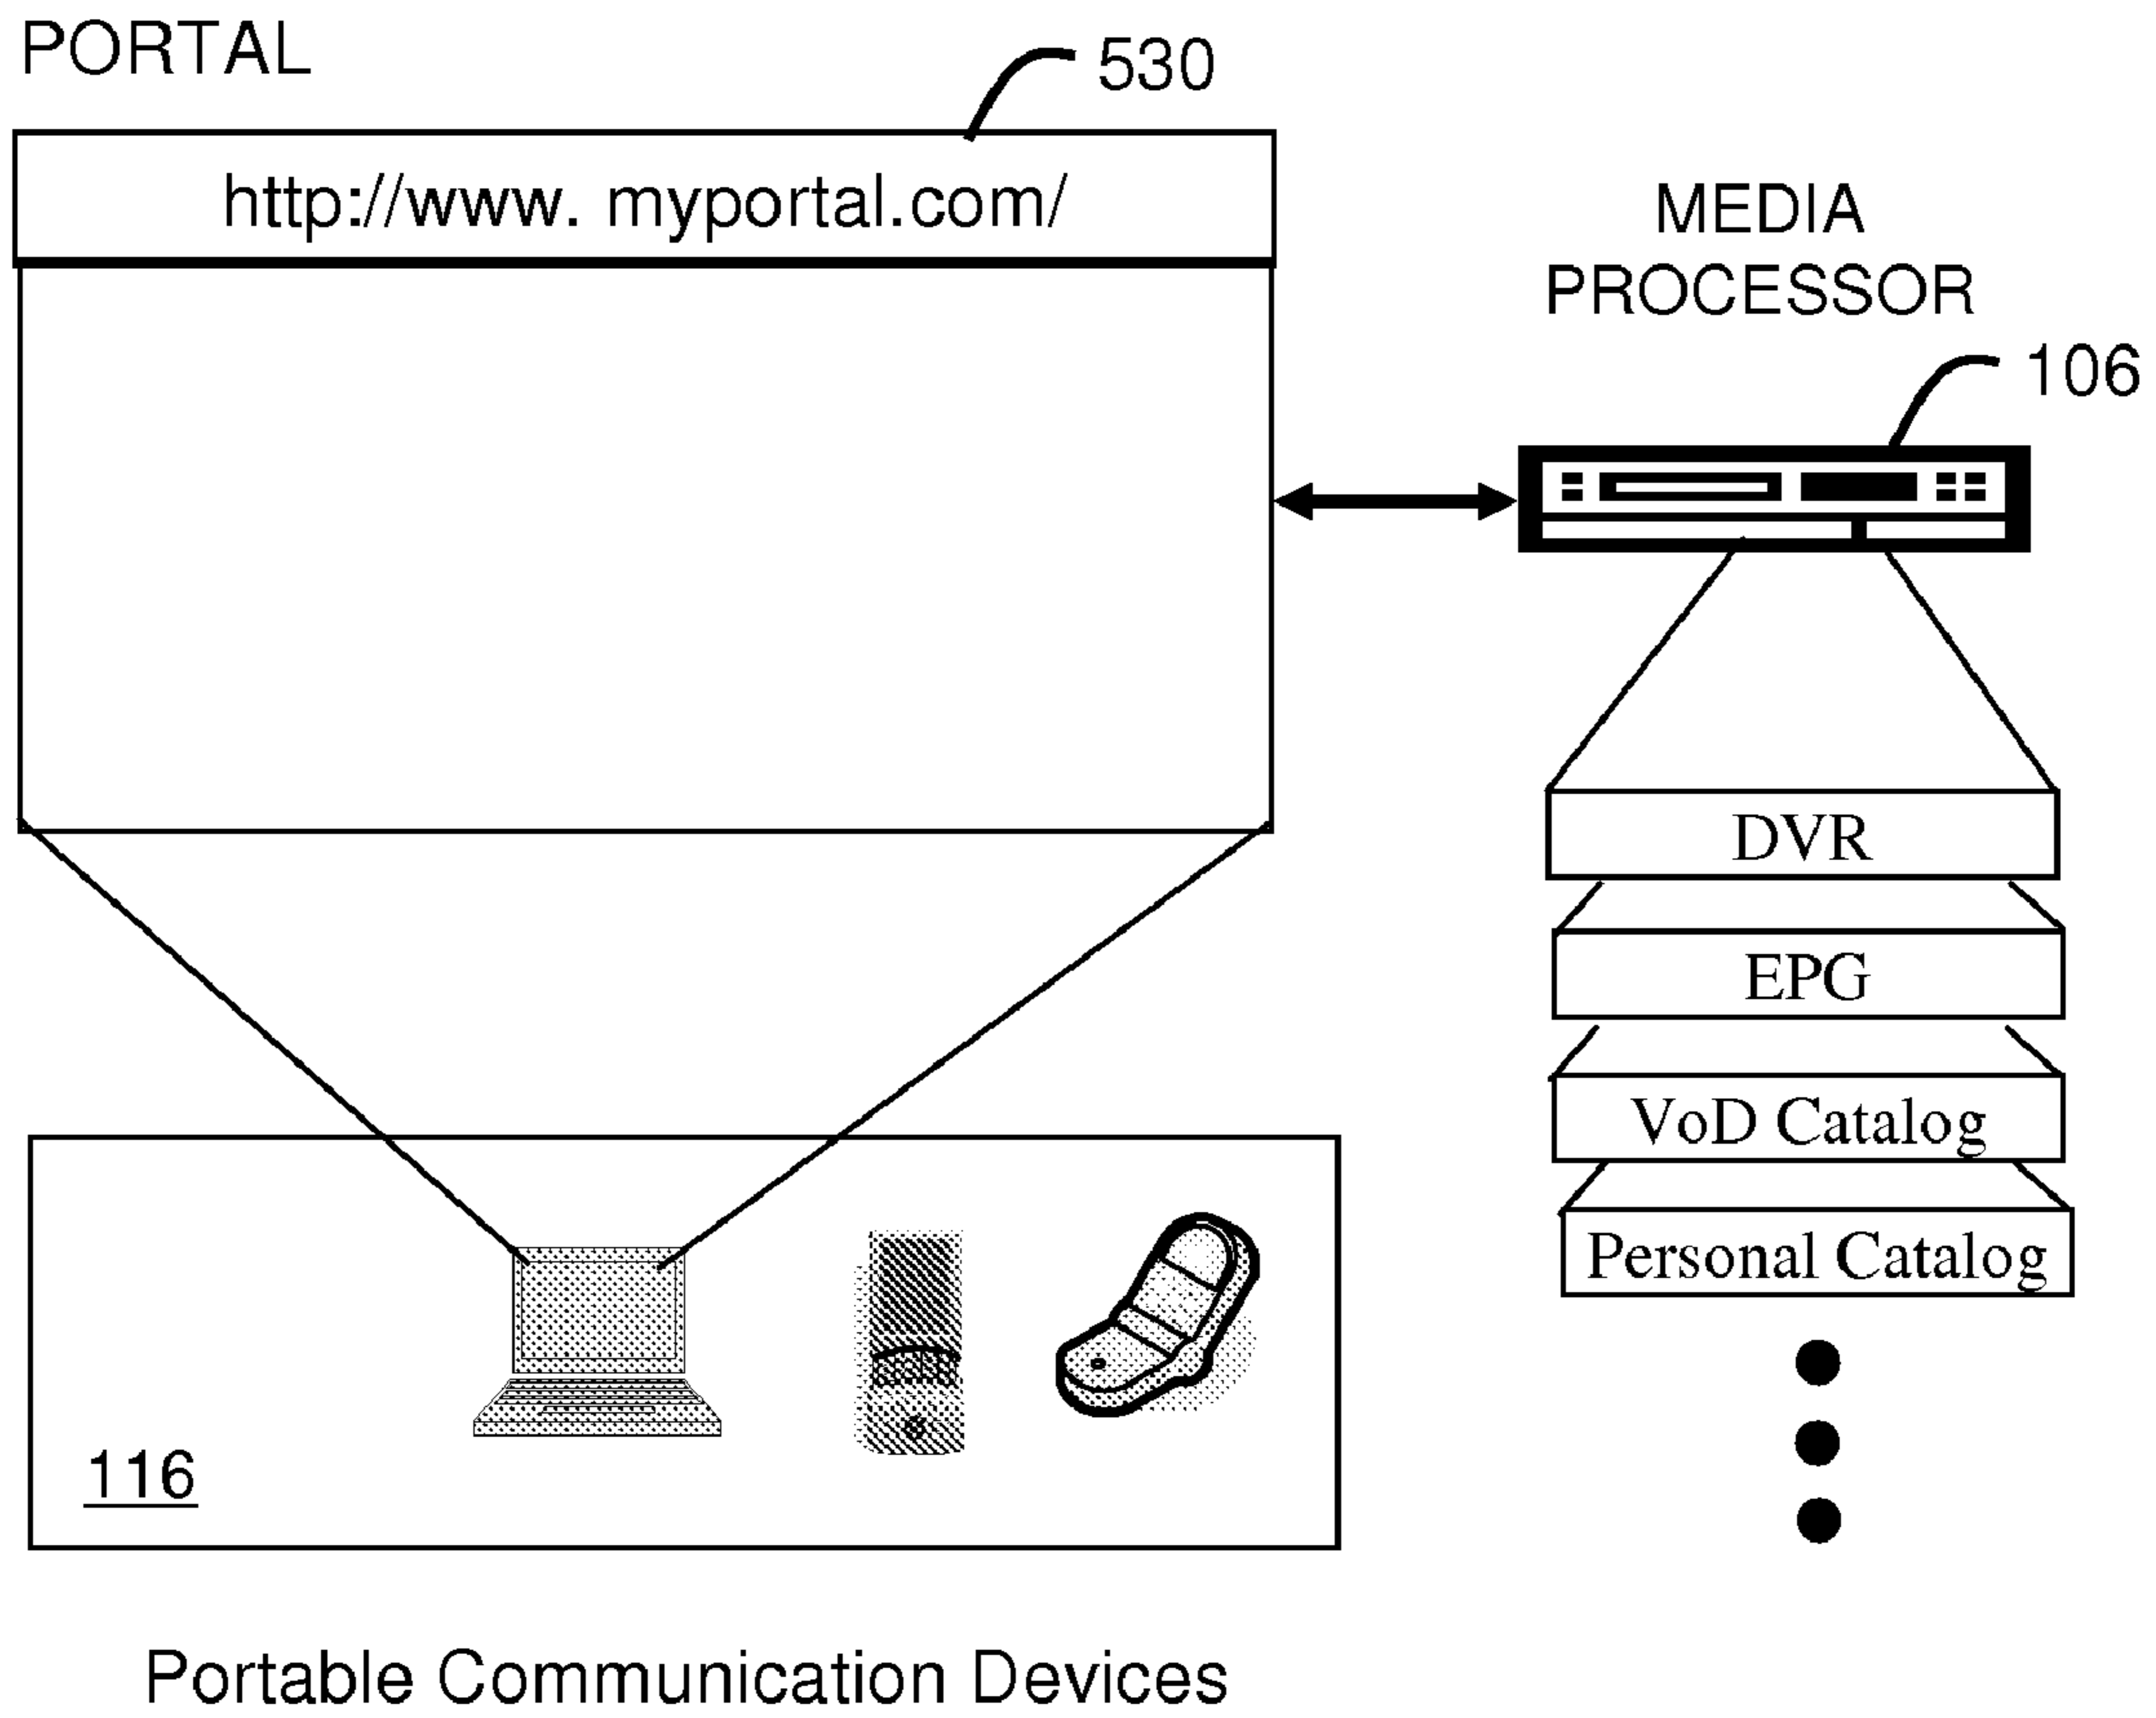 PORTAL
530
http://www. myportal.com/
MEDIA
PROCESSOR
106
DVR
EPG
VoD Catalog
Personal Catalog
116
Portable Communication Devices